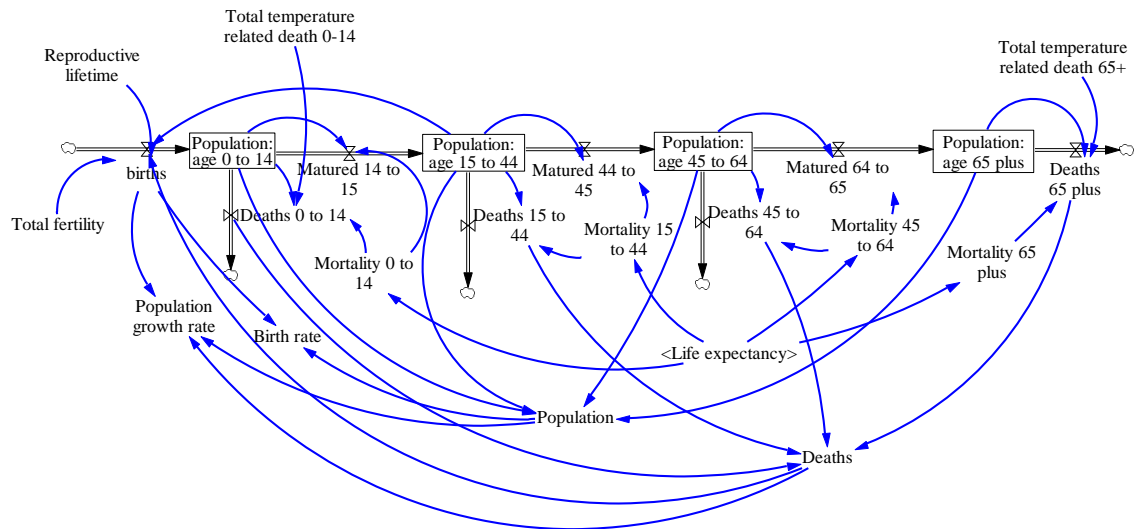 Total temperature
related death 0-14
Reproductive
lifetime
Total temperature
related death 65+
Population:
age 0 to 14
Population:
age 15 to 44
Population:
age 45 to 64
Population:
age 65 plus
births
Matured 14 to
15
Matured 44 to
45
Matured 64 to
65
Deaths
65 plus
Total fertility
Deaths 0 to 14
Deaths 15 to
44
Mortality 15
to 44
Deaths 45 to
64
Mortality 45
to 64
Mortality 65
plus
Mortality 0 to
14
Population
growth rate
Birth rate
<Life expectancy>
Population
Deaths